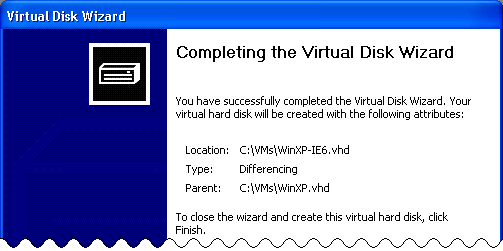 Virtual Disk Wizard
Completing the Virtual Disk Wizard
You have successfully completed the Virtual Disk Wizard. Your
virtual hard disk will be created with the following attributes:
Location: C:\VMs\WinXP-IE6.vhd
Type: Differencing
Parent: C:\VMs\WinXP.vhd
To close the wizard and create this virtual hard disk, click
Finish.